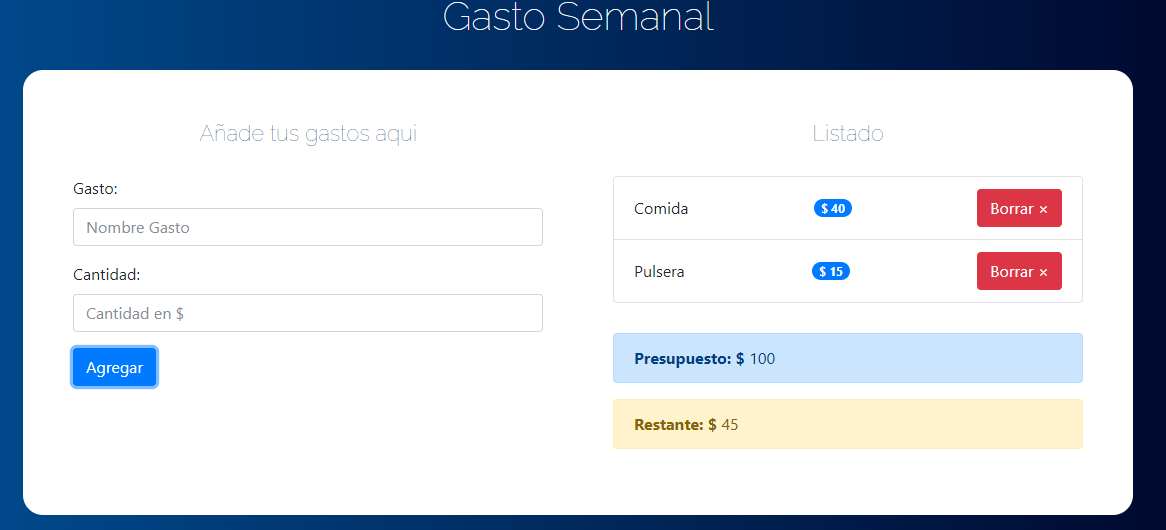 Gasto Semanal
Añade tus gastos aqui
Gasto:
Nombre Gasto
Cantidad:
Cantidad en $
Agregar
Listado
Comida $ 40 Borrar ×
Pulsera $ 15 Borrar ×
Presupuesto: $ 100
Restante: $ 45